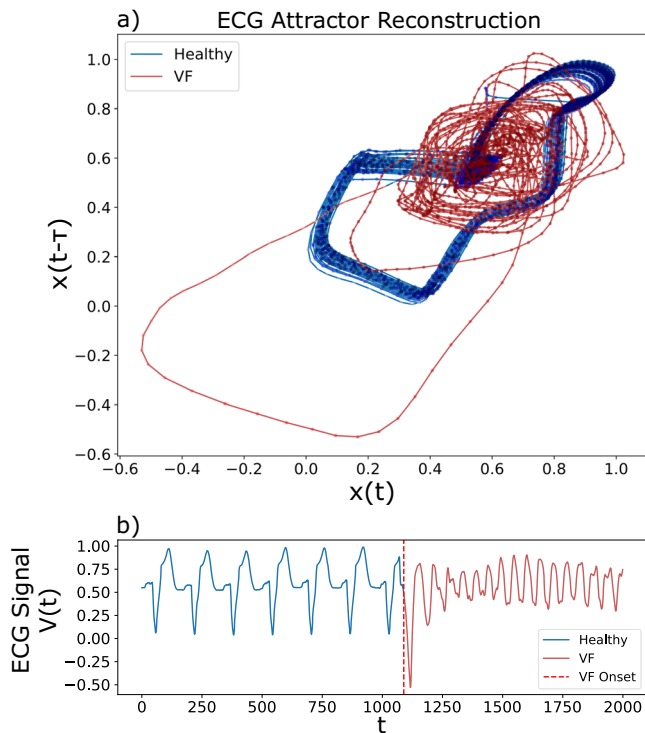 a) ECG Attractor Reconstruction
Healthy
VF
1.0
0.8
0.6
0.4
0.2
0.0
−0.2
−0.4
−0.6
x(t-τ)
−0.6 −0.4 −0.2 0.0 0.2 0.4 0.6 0.8 1.0
x(t)
b)
1.00
0.75
0.50
0.25
0.00
−0.25
−0.50
ECG Signal
V(t)
Healthy
VF
VF Onset
0 250 500 750 1000 1250 1500 1750 2000
t